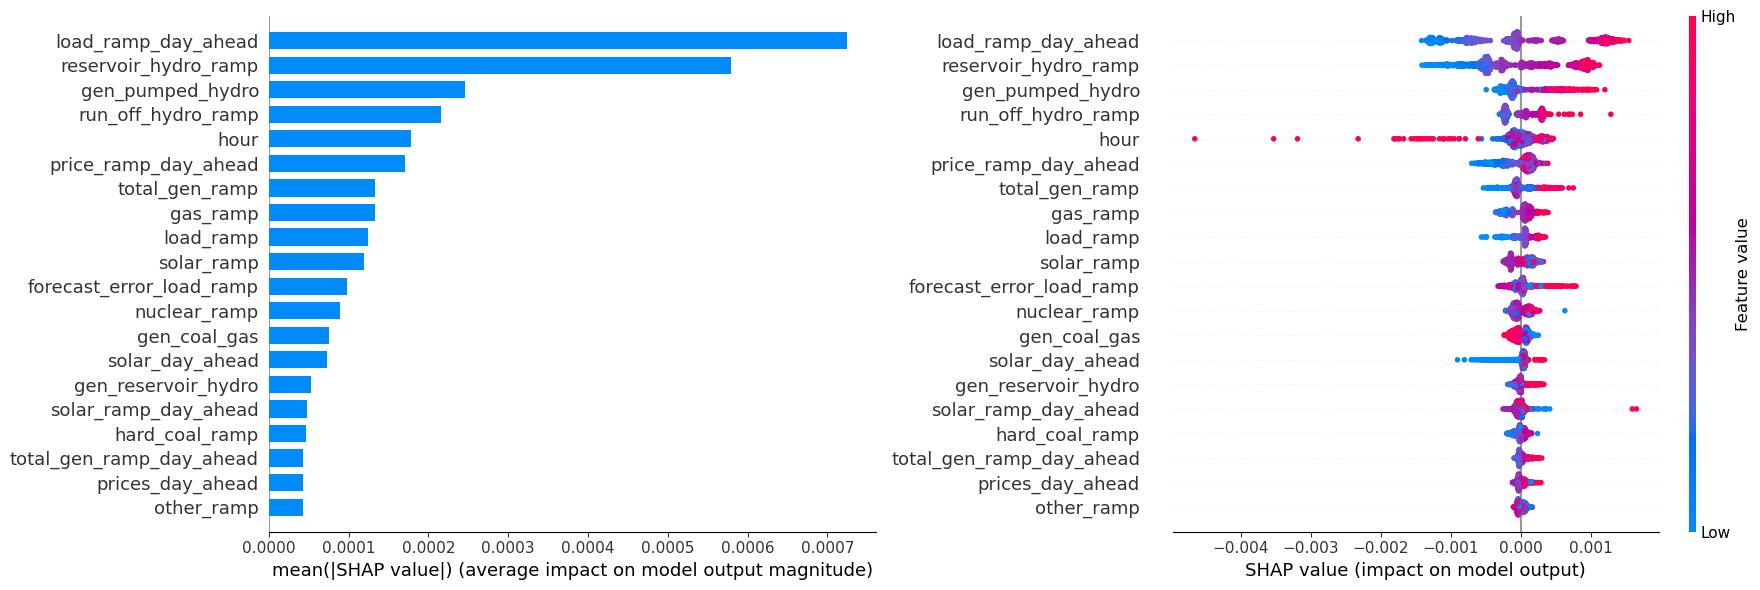 load_ramp_day_ahead
reservoir_hydro_ramp
gen_pumped_hydro
run_off_hydro_ramp
hour
price_ramp_day_ahead
total_gen_ramp
gas_ramp
load_ramp
solar_ramp
forecast_error_load_ramp
nuclear_ramp
gen_coal_gas
solar_day_ahead
gen_reservoir_hydro
solar_ramp_day_ahead
hard_coal_ramp
total_gen_ramp_day_ahead
prices_day_ahead
other_ramp
0.0000 0.0001 0.0002 0.0003 0.0004 0.0005 0.0006 0.0007
mean(|SHAP value|) (average impact on model output magnitude)
load_ramp_day_ahead
reservoir_hydro_ramp
gen_pumped_hydro
run_off_hydro_ramp
hour
price_ramp_day_ahead
total_gen_ramp
gas_ramp
load_ramp
solar_ramp
forecast_error_load_ramp
nuclear_ramp
gen_coal_gas
solar_day_ahead
gen_reservoir_hydro
solar_ramp_day_ahead
hard_coal_ramp
total_gen_ramp_day_ahead
prices_day_ahead
other_ramp
−0.004 −0.003 −0.002 −0.001 0.000 0.001
SHAP value (impact on model output)
High
Feature value
Low